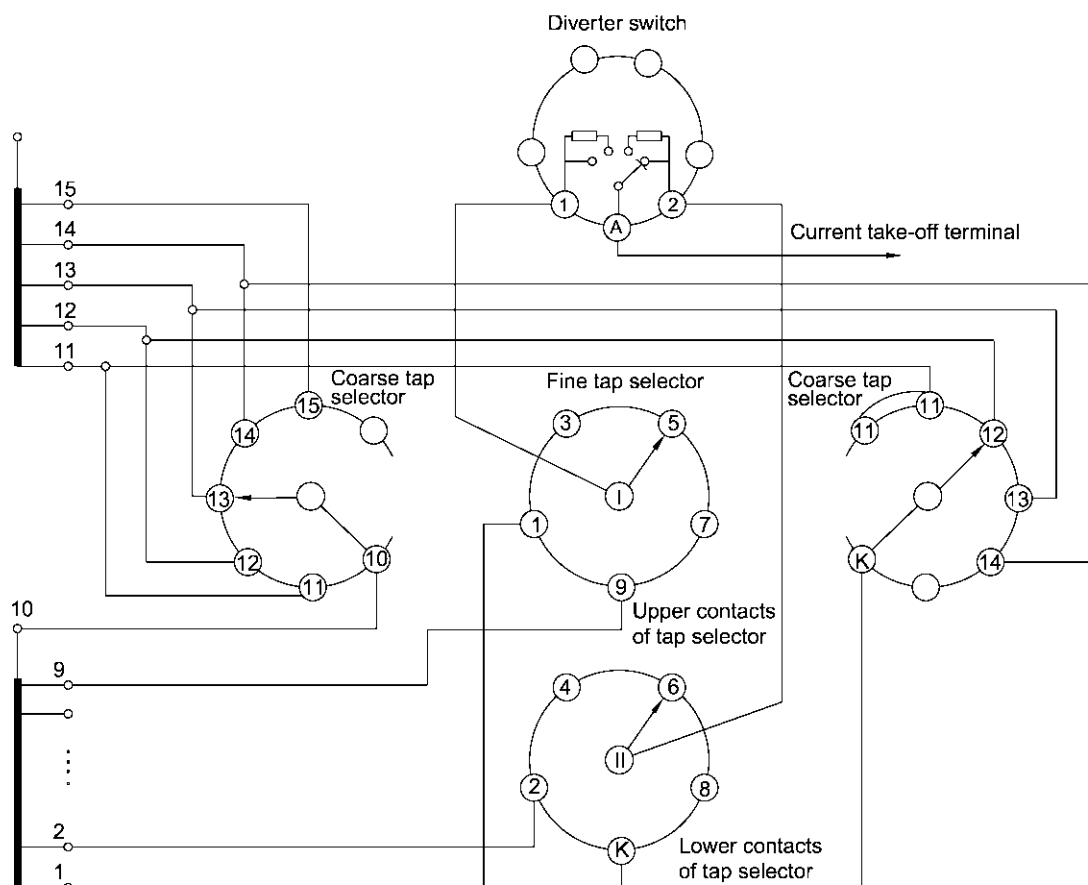 Diverter switch
1
2
A
Current take-off terminal
15
14
13
12
11
Coarse tap
selector
15
14
13
12
11
10
Fine tap selector
3
5
I
1
7
9
Upper contacts
of tap selector
Coarse tap
selector
11
11
12
13
14
K
10
9
2
1
4
6
II
2
8
K
Lower contacts
of tap selector